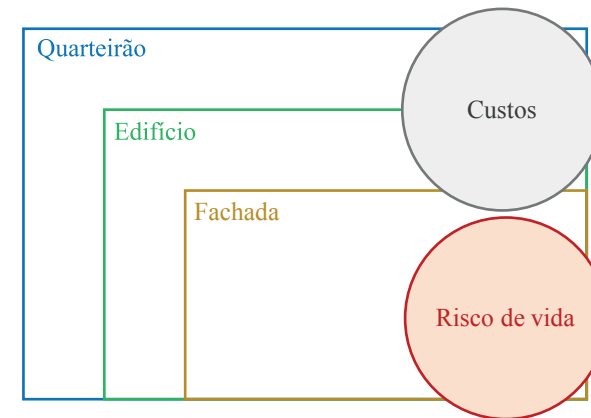 Quarteirão
Custos
Edifício
Fachada
Risco de vida